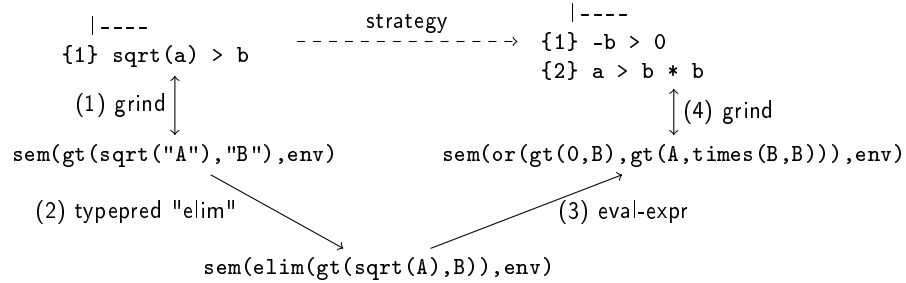 |----
{1} sqrt(a) > b
strategy
|----
{1} -b > 0
{2} a > b * b
(1) grind
(4) grind
sem(gt(sqrt("A"),"B"),env)
sem(or(gt(0,B),gt(A,times(B,B))),env)
(2) typepred "elim"
(3) eval-expr
sem(elim(gt(sqrt(A),B)),env)